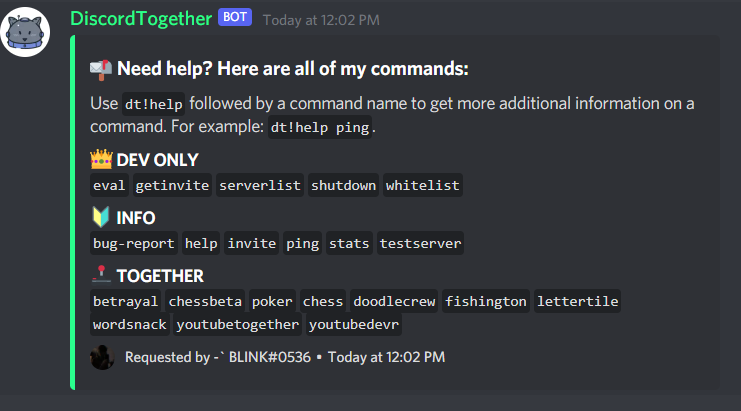 DiscordTogether BOT Today at 12:02 PM
Need help? Here are all of my commands:
Use dt!help followed by a command name to get more additional information on a
command. For example: dt!help ping.
DEV ONLY
eval getinvite serverlist shutdown whitelist
INFO
bug-report help invite ping stats testserver
TOGETHER
betrayal chessbeta poker chess doodlecrew fishington lettertile
wordsnack youtubetogether youtubedevr
Requested by -` BLINK#0536 • Today at 12:02 PM